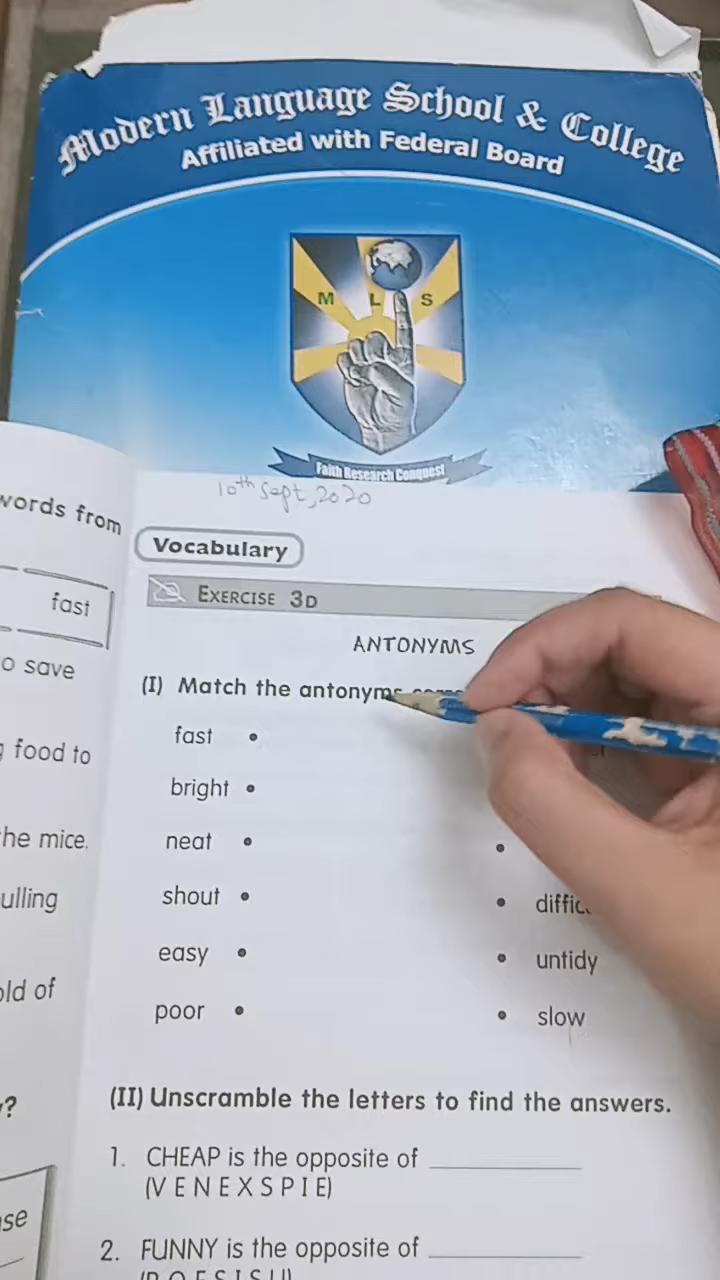 Modern Language School & College
Affiliated with Federal Board
M L S
Faith Research Conquest
10th Sept, 2020
words from
fast
o save
food to
he mice.
ulling
old of
?
se
Vocabulary
EXERCISE 3D
ANTONYMS
(I) Match the antonyms
fast
bright
neat
shout
easy
poor
untidy
slow
(II) Unscramble the letters to find the answers.
1. CHEAP is the opposite of
(V E N E X S P I E)
2. FUNNY is the opposite of